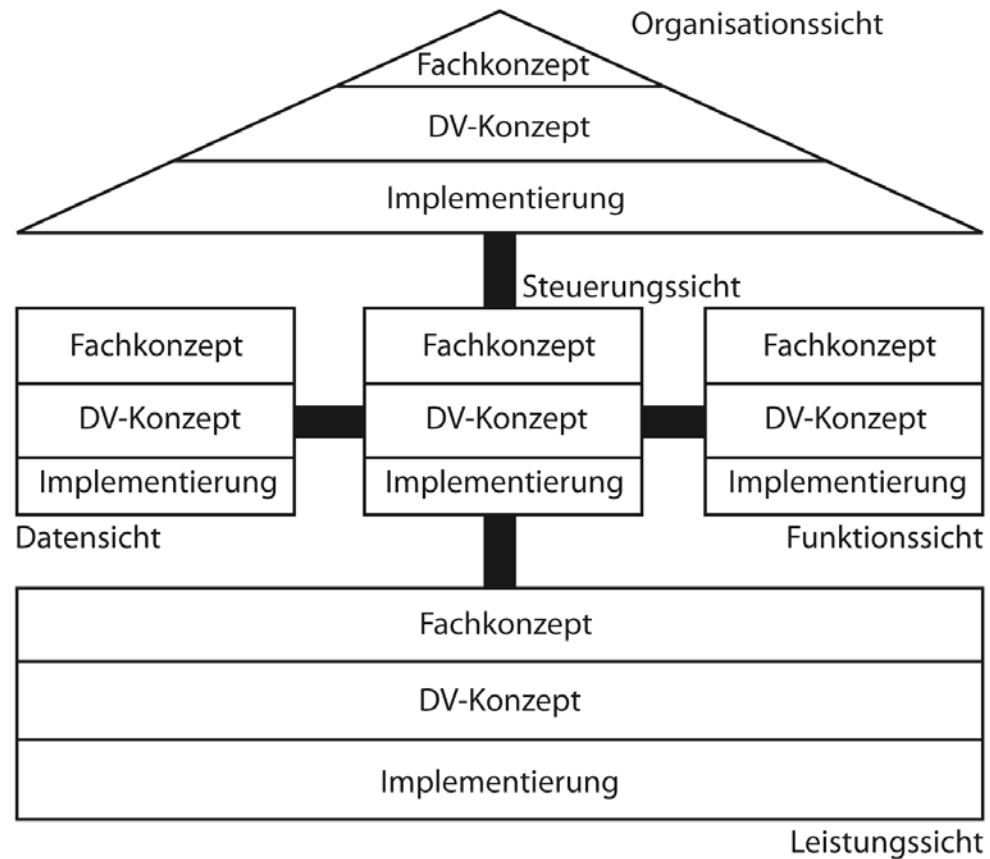 Organisationssicht
Fachkonzept
DV-Konzept
Implementierung
Steuerungssicht
Fachkonzept
DV-Konzept
Implementierung
Datensicht
Fachkonzept
DV-Konzept
Implementierung
Fachkonzept
DV-Konzept
Implementierung
Funktionssicht
Fachkonzept
DV-Konzept
Implementierung
Leistungssicht